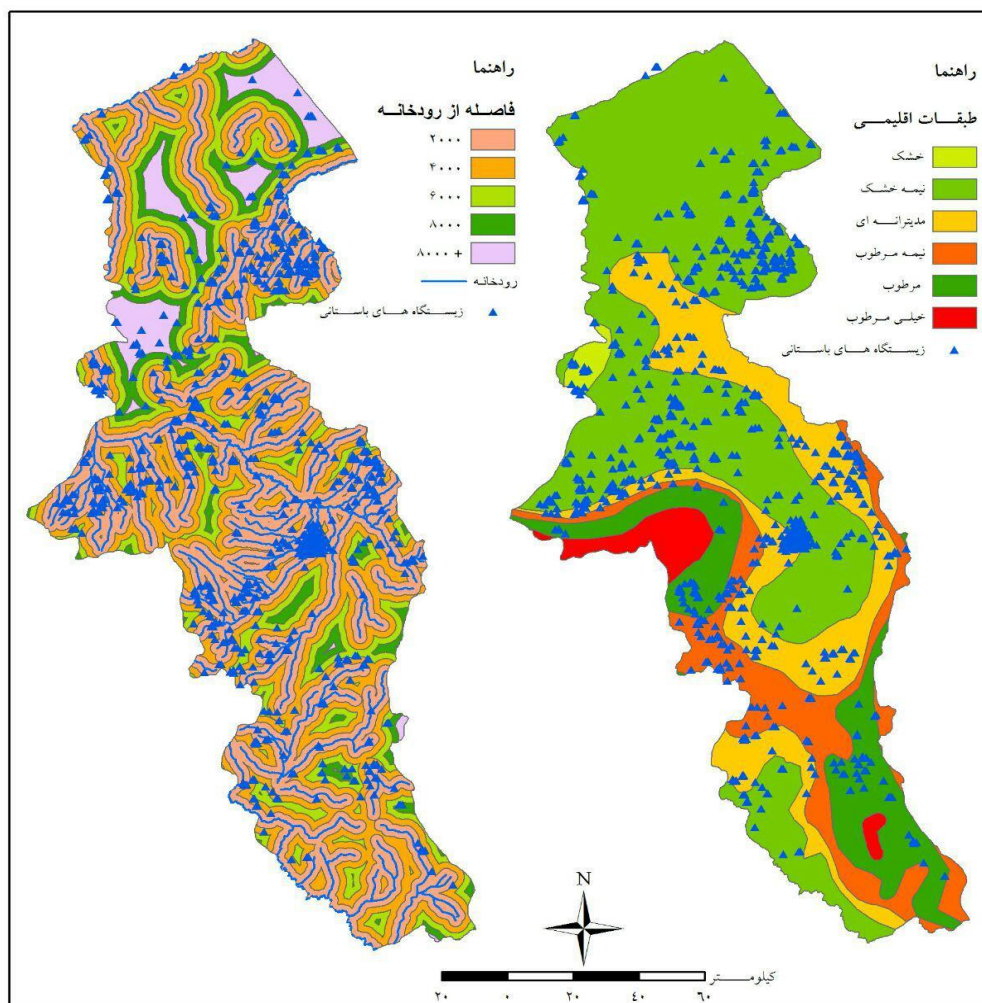 راهنما
طبقات اقلیمی
خشک
نیمه خشک
مدیترانه ای
نیمه مرطوب
مرطوب
خیلی مرطوب
زیستگاه های باستانی
راهنما
فاصله از رودخانه
۲۰۰۰
۴۰۰۰
۶۰۰۰
۸۰۰۰
۸۰۰۰ +
رودخانه
زیستگاه های باستانی
N
کیلومتر
۲۰ ۰ ۲۰ ۴۰ ۶۰